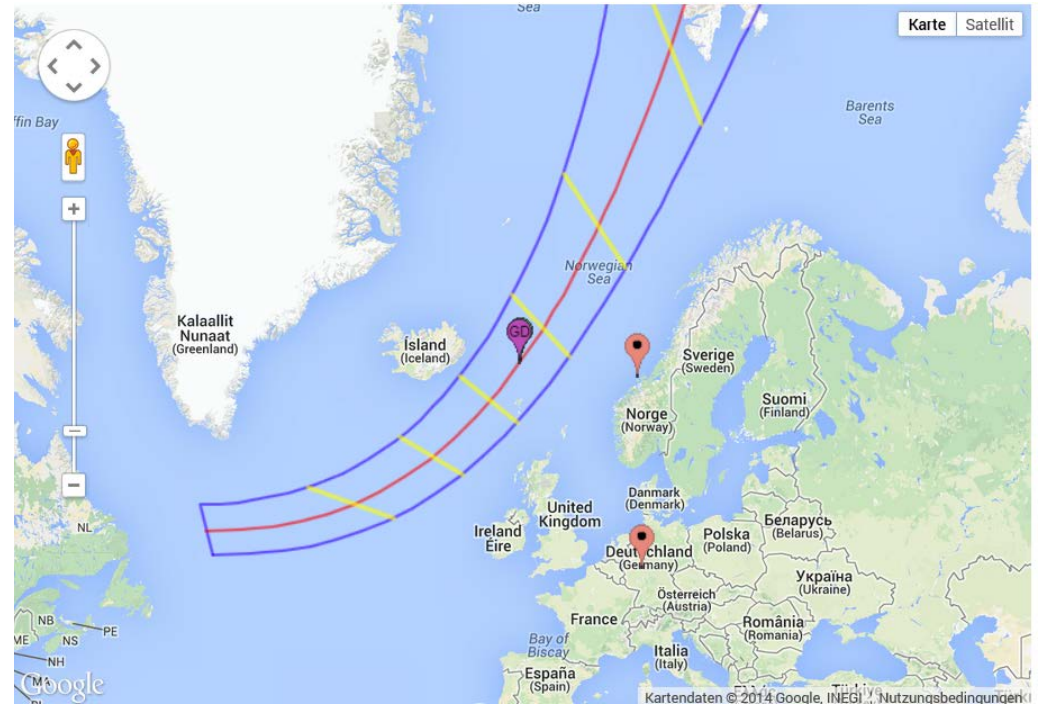 Sea
Karte
Satellit
ffin Bay
Barents
Sea
Norwegian
Sea
Kalaallit
Nunaat
(Greenland)
Ísland
(Iceland)
GD
Sverige
(Sweden)
Suomi
(Finland)
Norge
(Norway)
NL
Danmark
(Denmark)
United
Kingdom
Ireland
Éire
Беларусь
(Belarus)
Polska
(Poland)
Deutschland
(Germany)
Україна
(Ukraine)
Österreich
(Austria)
France
România
(Romania)
NB
PE
ME
NS
NH
MA
Bay of
Biscay
Italia
(Italy)
España
(Spain)
Google
Kartendaten © 2014 Google, INEGI
Nutzungsbedingungen